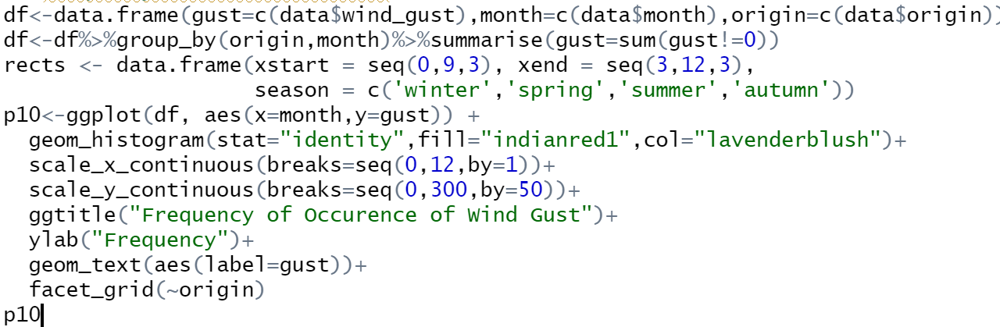 df<-data.frame(gust=c(data$wind_gust),month=c(data$month),origin=c(data$origin))
df<-df%>%group_by(origin,month)%>%summarise(gust=sum(gust!=0))
rects <- data.frame(xstart = seq(0,9,3), xend = seq(3,12,3),
                    season = c('winter','spring','summer','autumn'))
p10<-ggplot(df, aes(x=month,y=gust)) +
  geom_histogram(stat="identity",fill="indianred1",col="lavenderblush")+
  scale_x_continuous(breaks=seq(0,12,by=1))+
  scale_y_continuous(breaks=seq(0,300,by=50))+
  ggtitle("Frequency of Occurence of Wind Gust")+
  ylab("Frequency")+
  geom_text(aes(label=gust))+
  facet_grid(~origin)
p10